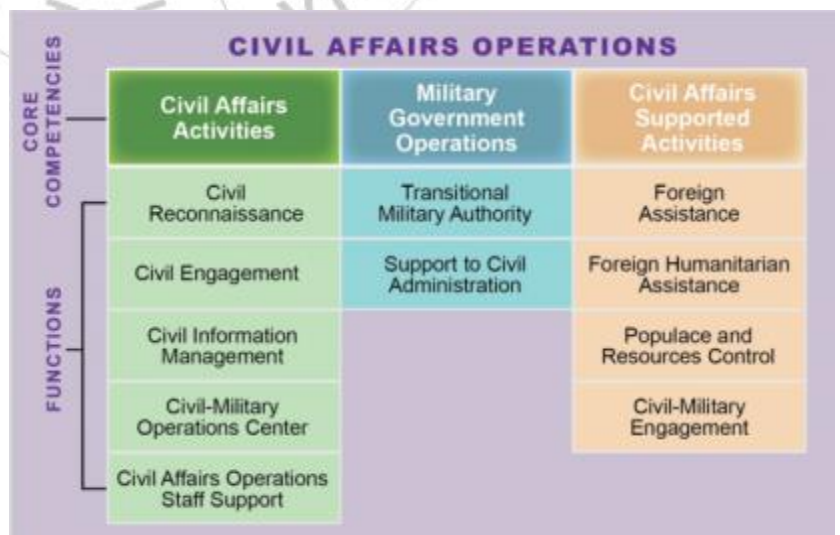 CIVIL AFFAIRS OPERATIONS
CORE
COMPETENCIES
Civil Affairs
Activities
Military
Government
Operations
Civil Affairs
Supported
Activities
FUNCTIONS
Civil
Reconnaissance
Transitional
Military Authority
Foreign
Assistance
Civil Engagement
Support to Civil
Administration
Foreign Humanitarian
Assistance
Civil Information
Management
Populace and
Resources Control
Civil-Military
Operations Center
Civil-Military
Engagement
Civil Affairs Operations
Staff Support